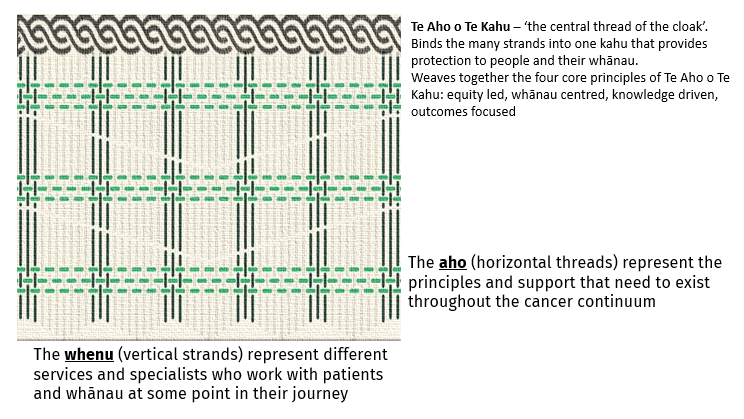 Te Aho o Te Kahu – ‘the central thread of the cloak’.
Binds the many strands into one kahu that provides
protection to people and their whānau.
Weaves together the four core principles of Te Aho o Te
Kahu: equity led, whānau centred, knowledge driven,
outcomes focused
The aho (horizontal threads) represent the
principles and support that need to exist
throughout the cancer continuum
The whenu (vertical strands) represent different
services and specialists who work with patients
and whānau at some point in their journey